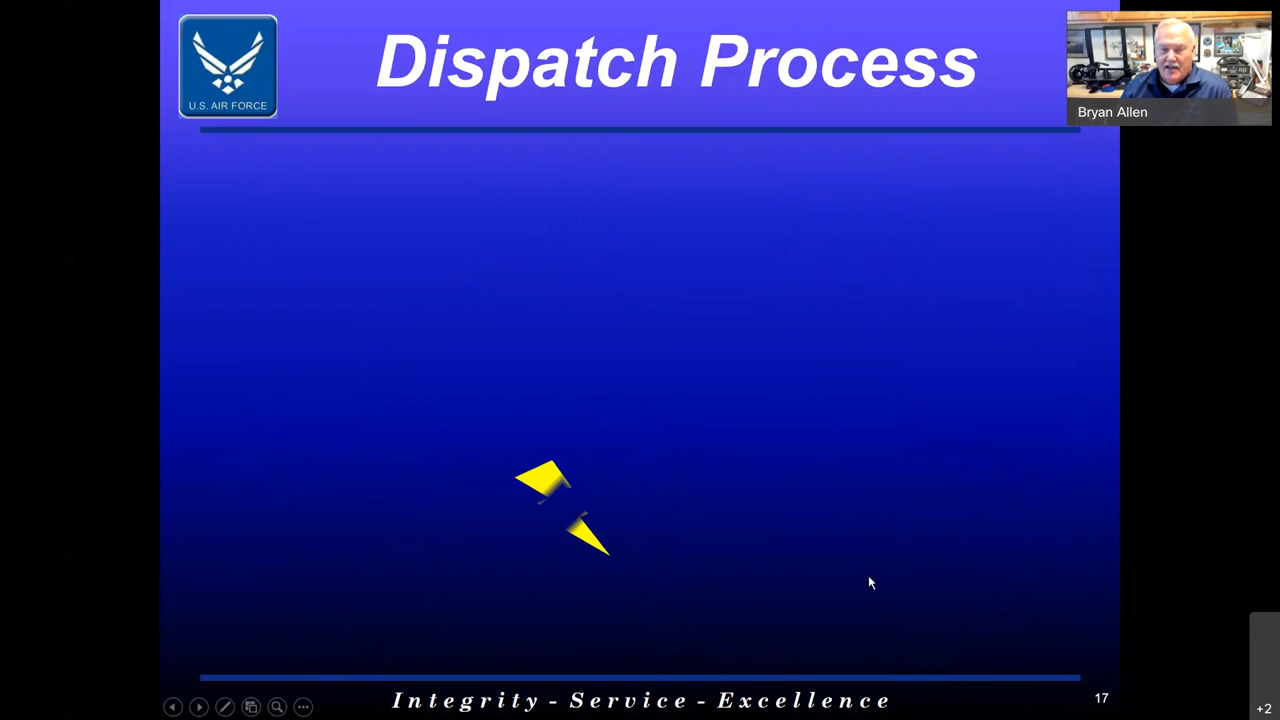 Dispatch Process
U.S. AIR FORCE
Bryan Allen
Integrity - Service - Excellence
17
+2